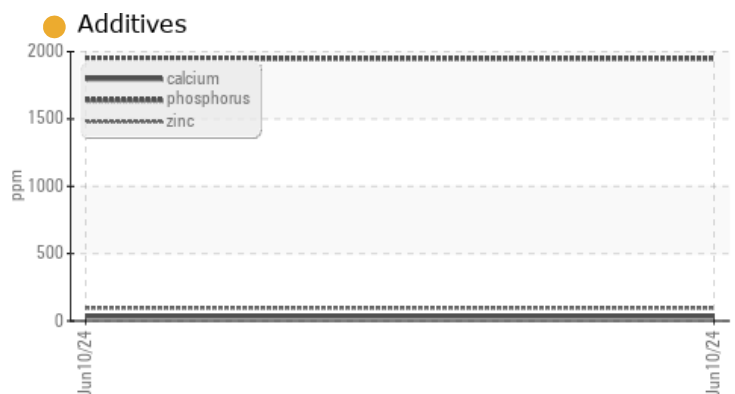 Additives
2000
calcium
phosphorus
zinc
1500
ppm
1000
500
0
Jun10/24
Jun10/24